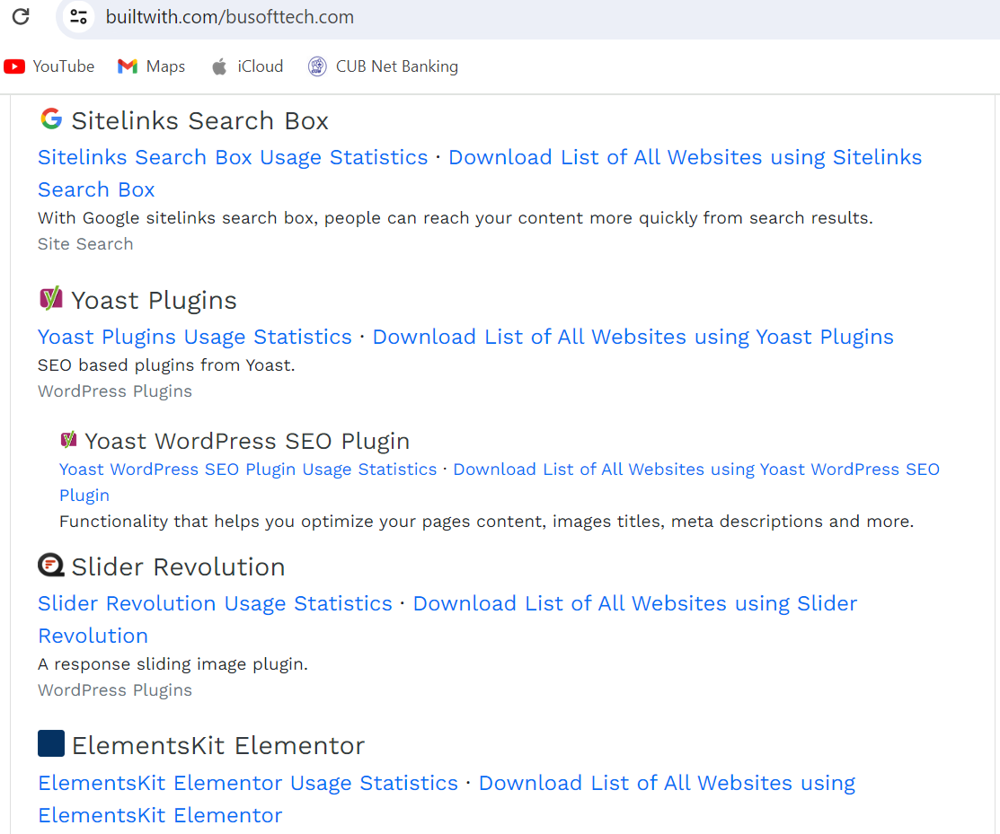 builtwith.com/busofttech.com
YouTube Maps iCloud CUB Net Banking
Sitelinks Search Box
Sitelinks Search Box Usage Statistics · Download List of All Websites using Sitelinks
Search Box
With Google sitelinks search box, people can reach your content more quickly from search results.
Site Search
Yoast Plugins
Yoast Plugins Usage Statistics · Download List of All Websites using Yoast Plugins
SEO based plugins from Yoast.
WordPress Plugins
Yoast WordPress SEO Plugin
Yoast WordPress SEO Plugin Usage Statistics · Download List of All Websites using Yoast WordPress SEO
Plugin
Functionality that helps you optimize your pages content, images titles, meta descriptions and more.
Slider Revolution
Slider Revolution Usage Statistics · Download List of All Websites using Slider
Revolution
A response sliding image plugin.
WordPress Plugins
ElementsKit Elementor
ElementsKit Elementor Usage Statistics · Download List of All Websites using
ElementsKit Elementor